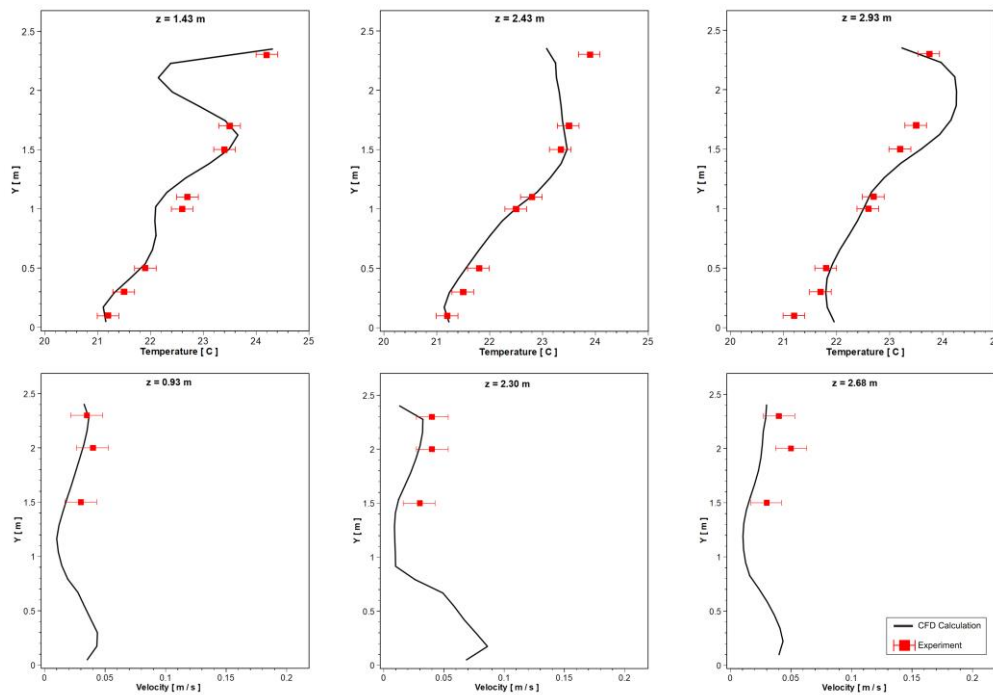 z = 1.43 m
Y [ m ]
2.5
2
1.5
1
0.5
0
20 21 22 23 24 25
Temperature [ C ]
z = 2.43 m
Y [ m ]
2.5
2
1.5
1
0.5
0
20 21 22 23 24 25
Temperature [ C ]
z = 2.93 m
Y [ m ]
2.5
2
1.5
1
0.5
0
20 21 22 23 24
Temperature [ C ]
z = 0.93 m
Y [ m ]
2.5
2
1.5
1
0.5
0
0 0.05 0.1 0.15 0.2
Velocity [ m / s ]
z = 2.30 m
Y [ m ]
2.5
2
1.5
1
0.5
0
0 0.05 0.1 0.15 0.2
Velocity [ m / s ]
z = 2.68 m
Y [ m ]
2.5
2
1.5
1
0.5
0
0 0.05 0.1 0.15 0.2
Velocity [ m / s ]
CFD Calculation
Experiment